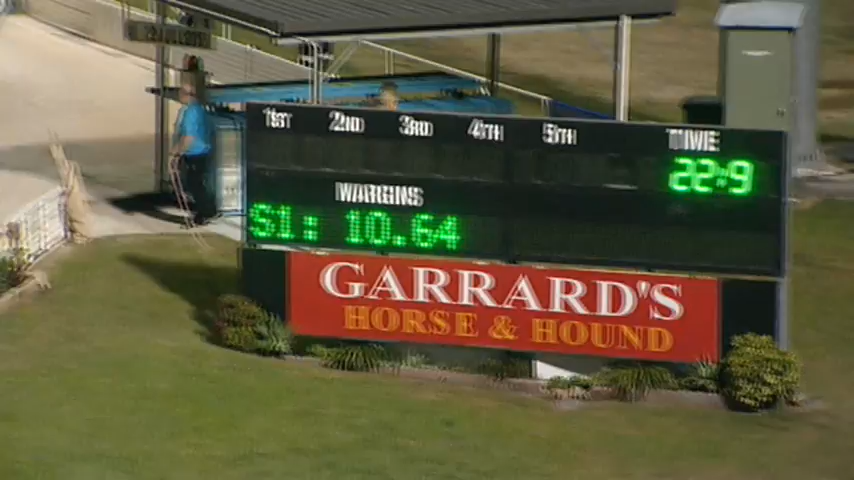 1ST 2ND 3RD 4TH 5TH TIME
22:9
MARGINS
S1: 10.64
GARRARD'S
HORSE & HOUND